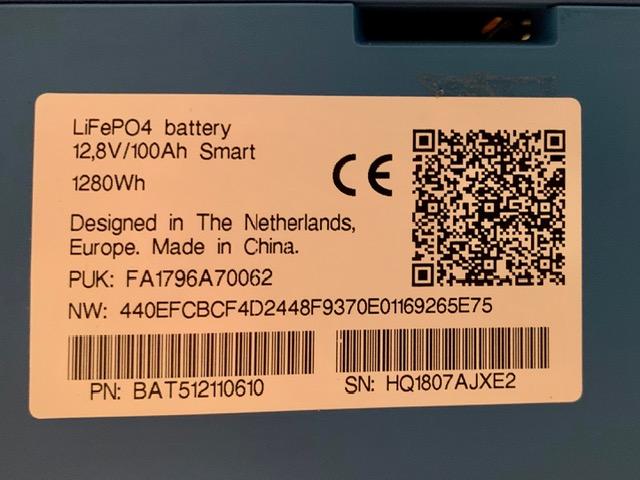 LiFePO4 battery
12,8V/100Ah Smart
1280Wh
CE
Designed in The Netherlands,
Europe. Made in China.
PUK: FA1796A70062
NW: 440EFCBCF4D2448F9370E01169265E75
PN: BAT512110610
SN: HQ1807AJXE2